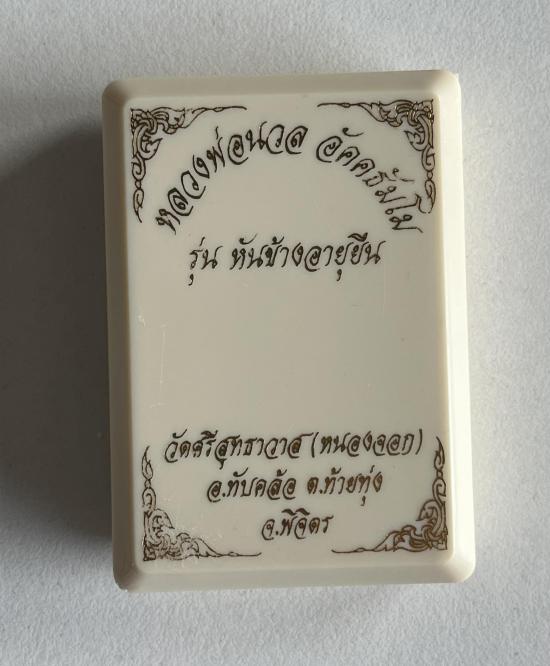 หลวงพ่อนวล อัคคธัมโม
รุ่น หันข้างอายุยืน
วัดศรีสุทธาวาส (หนองจอก)
อ.ทับคล้อ ต.ท้ายทุ่ง
จ.พิจิตร